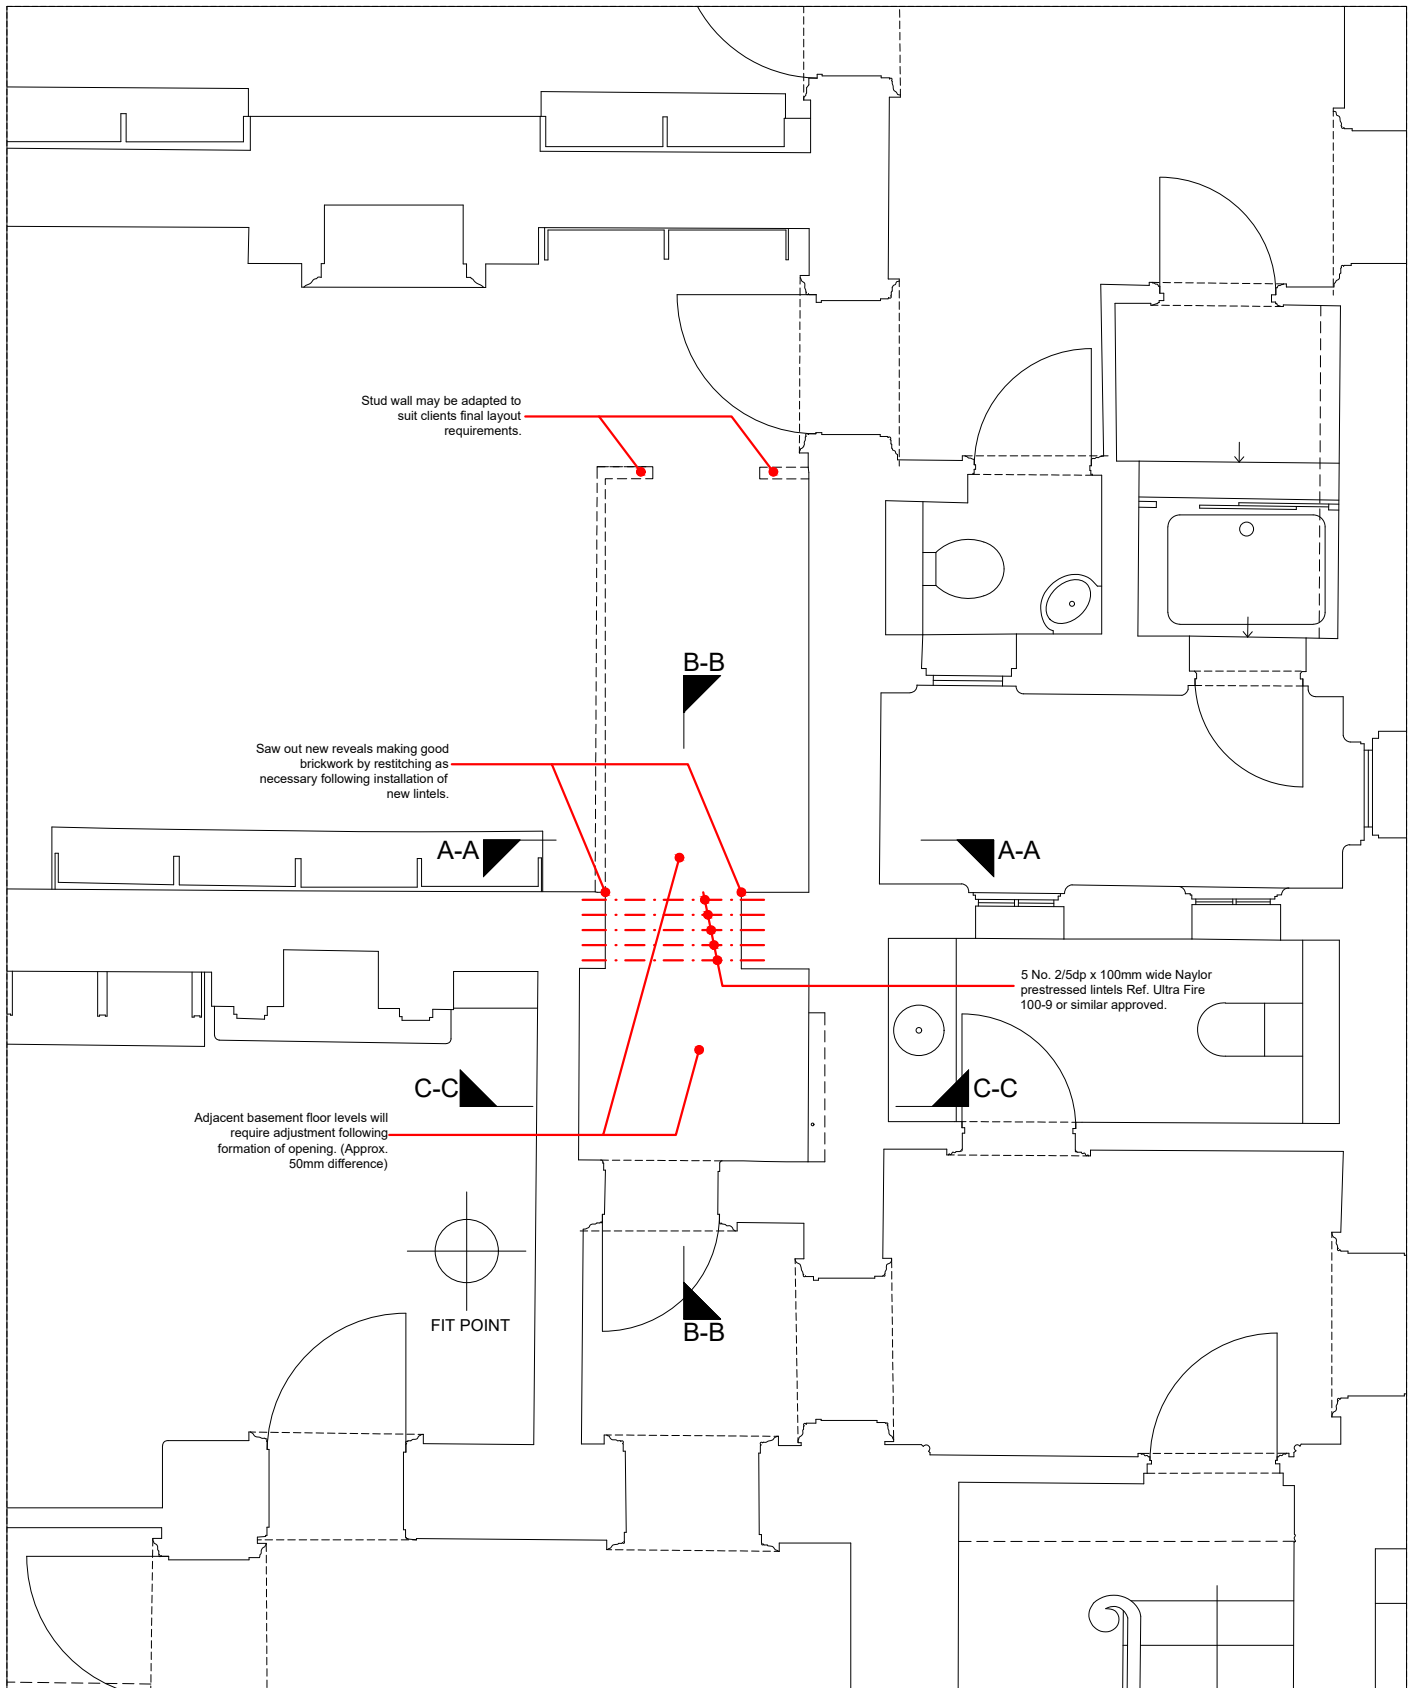 Stud wall may be adapted to
suit clients final layout
requirements.
B-B
Saw out new reveals making good
brickwork by restitching as
necessary following installation of
new lintels.
A-A
A-A
5 No. 2/5dp x 100mm wide Naylor
prestressed lintels Ref. Ultra Fire
100-9 or similar approved.
C-C
C-C
Adjacent basement floor levels will
require adjustment following
formation of opening. (Approx.
50mm difference)
FIT POINT
B-B